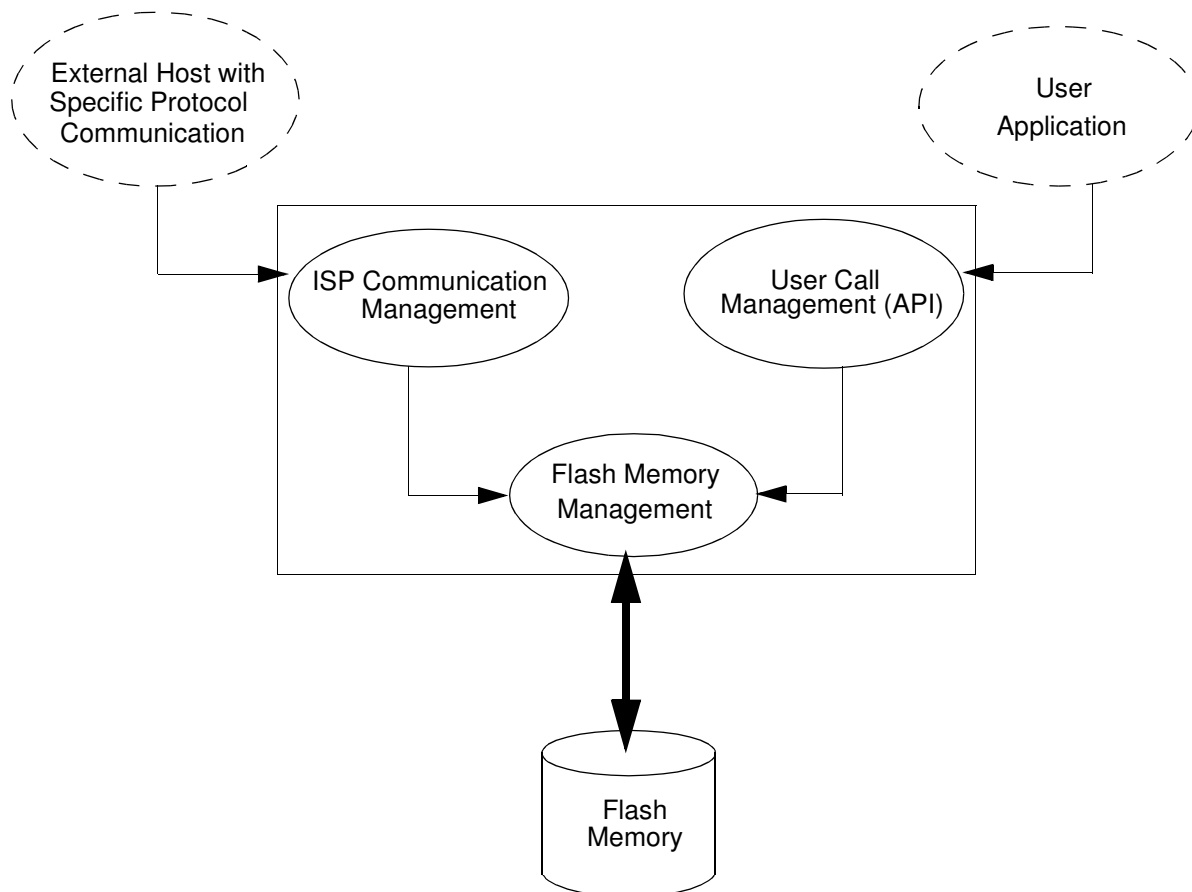 External Host with
Specific Protocol
Communication
User
Application
ISP Communication
Management
User Call
Management (API)
Flash Memory
Management
Flash
Memory